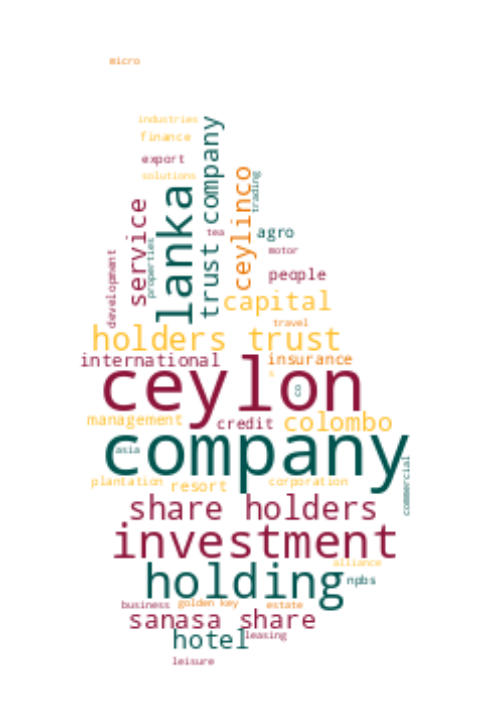 micro
industries
finance
export
solutions
lanka
trust company
service
ceylinco
trading
properties
development
tea
agro
motor
people
capital
travel
holders trust
international
insurance
s
ceylon
8
management
credit
colombo
company
asia
plantation
resort
corporation
commercial
share holders
investment
alliance
holding
npbs
business
golden key
estate
sanasa share
hotel
leasing
leisure